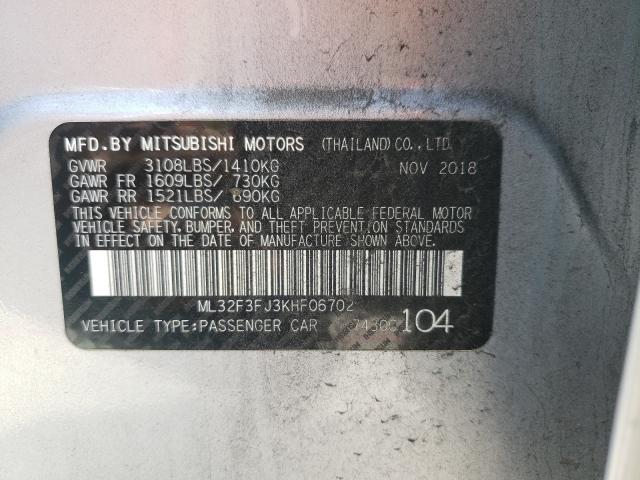 MFD.BY MITSUBISHI MOTORS (THAILAND)CO.,LTD.
GVWR 3108LBS/1410KG NOV 2018
GAWR FR 1609LBS/ 730KG
GAWR RR 1521LBS/ 690KG
THIS VEHICLE CONFORMS TO ALL APPLICABLE FEDERAL MOTOR
VEHICLE SAFETY, BUMPER, AND THEFT PREVENTION STANDARDS
IN EFFECT ON THE DATE OF MANUFACTURE SHOWN ABOVE.
ML32F3FJ3KHF06702
VEHICLE TYPE:PASSENGER CAR 104